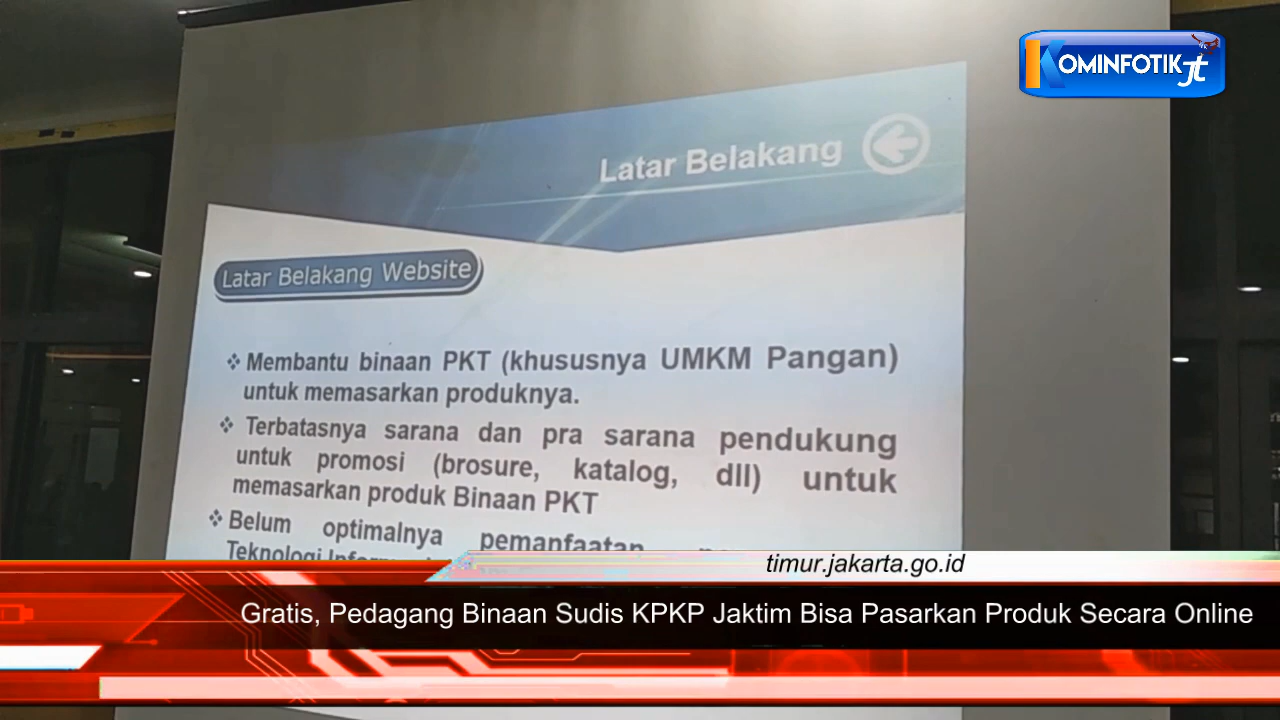 KOMINFOTIK JT
Latar Belakang
Latar Belakang Website
Membantu binaan PKT (khususnya UMKM Pangan)
untuk memasarkan produknya.
Terbatasnya sarana dan pra sarana pendukung
untuk promosi (brosure, katalog, dll) untuk
memasarkan produk Binaan PKT
Belum optimalnya pemanfaatan
Teknologi
timur.jakarta.go.id
Gratis, Pedagang Binaan Sudis KPKP Jaktim Bisa Pasarkan Produk Secara Online